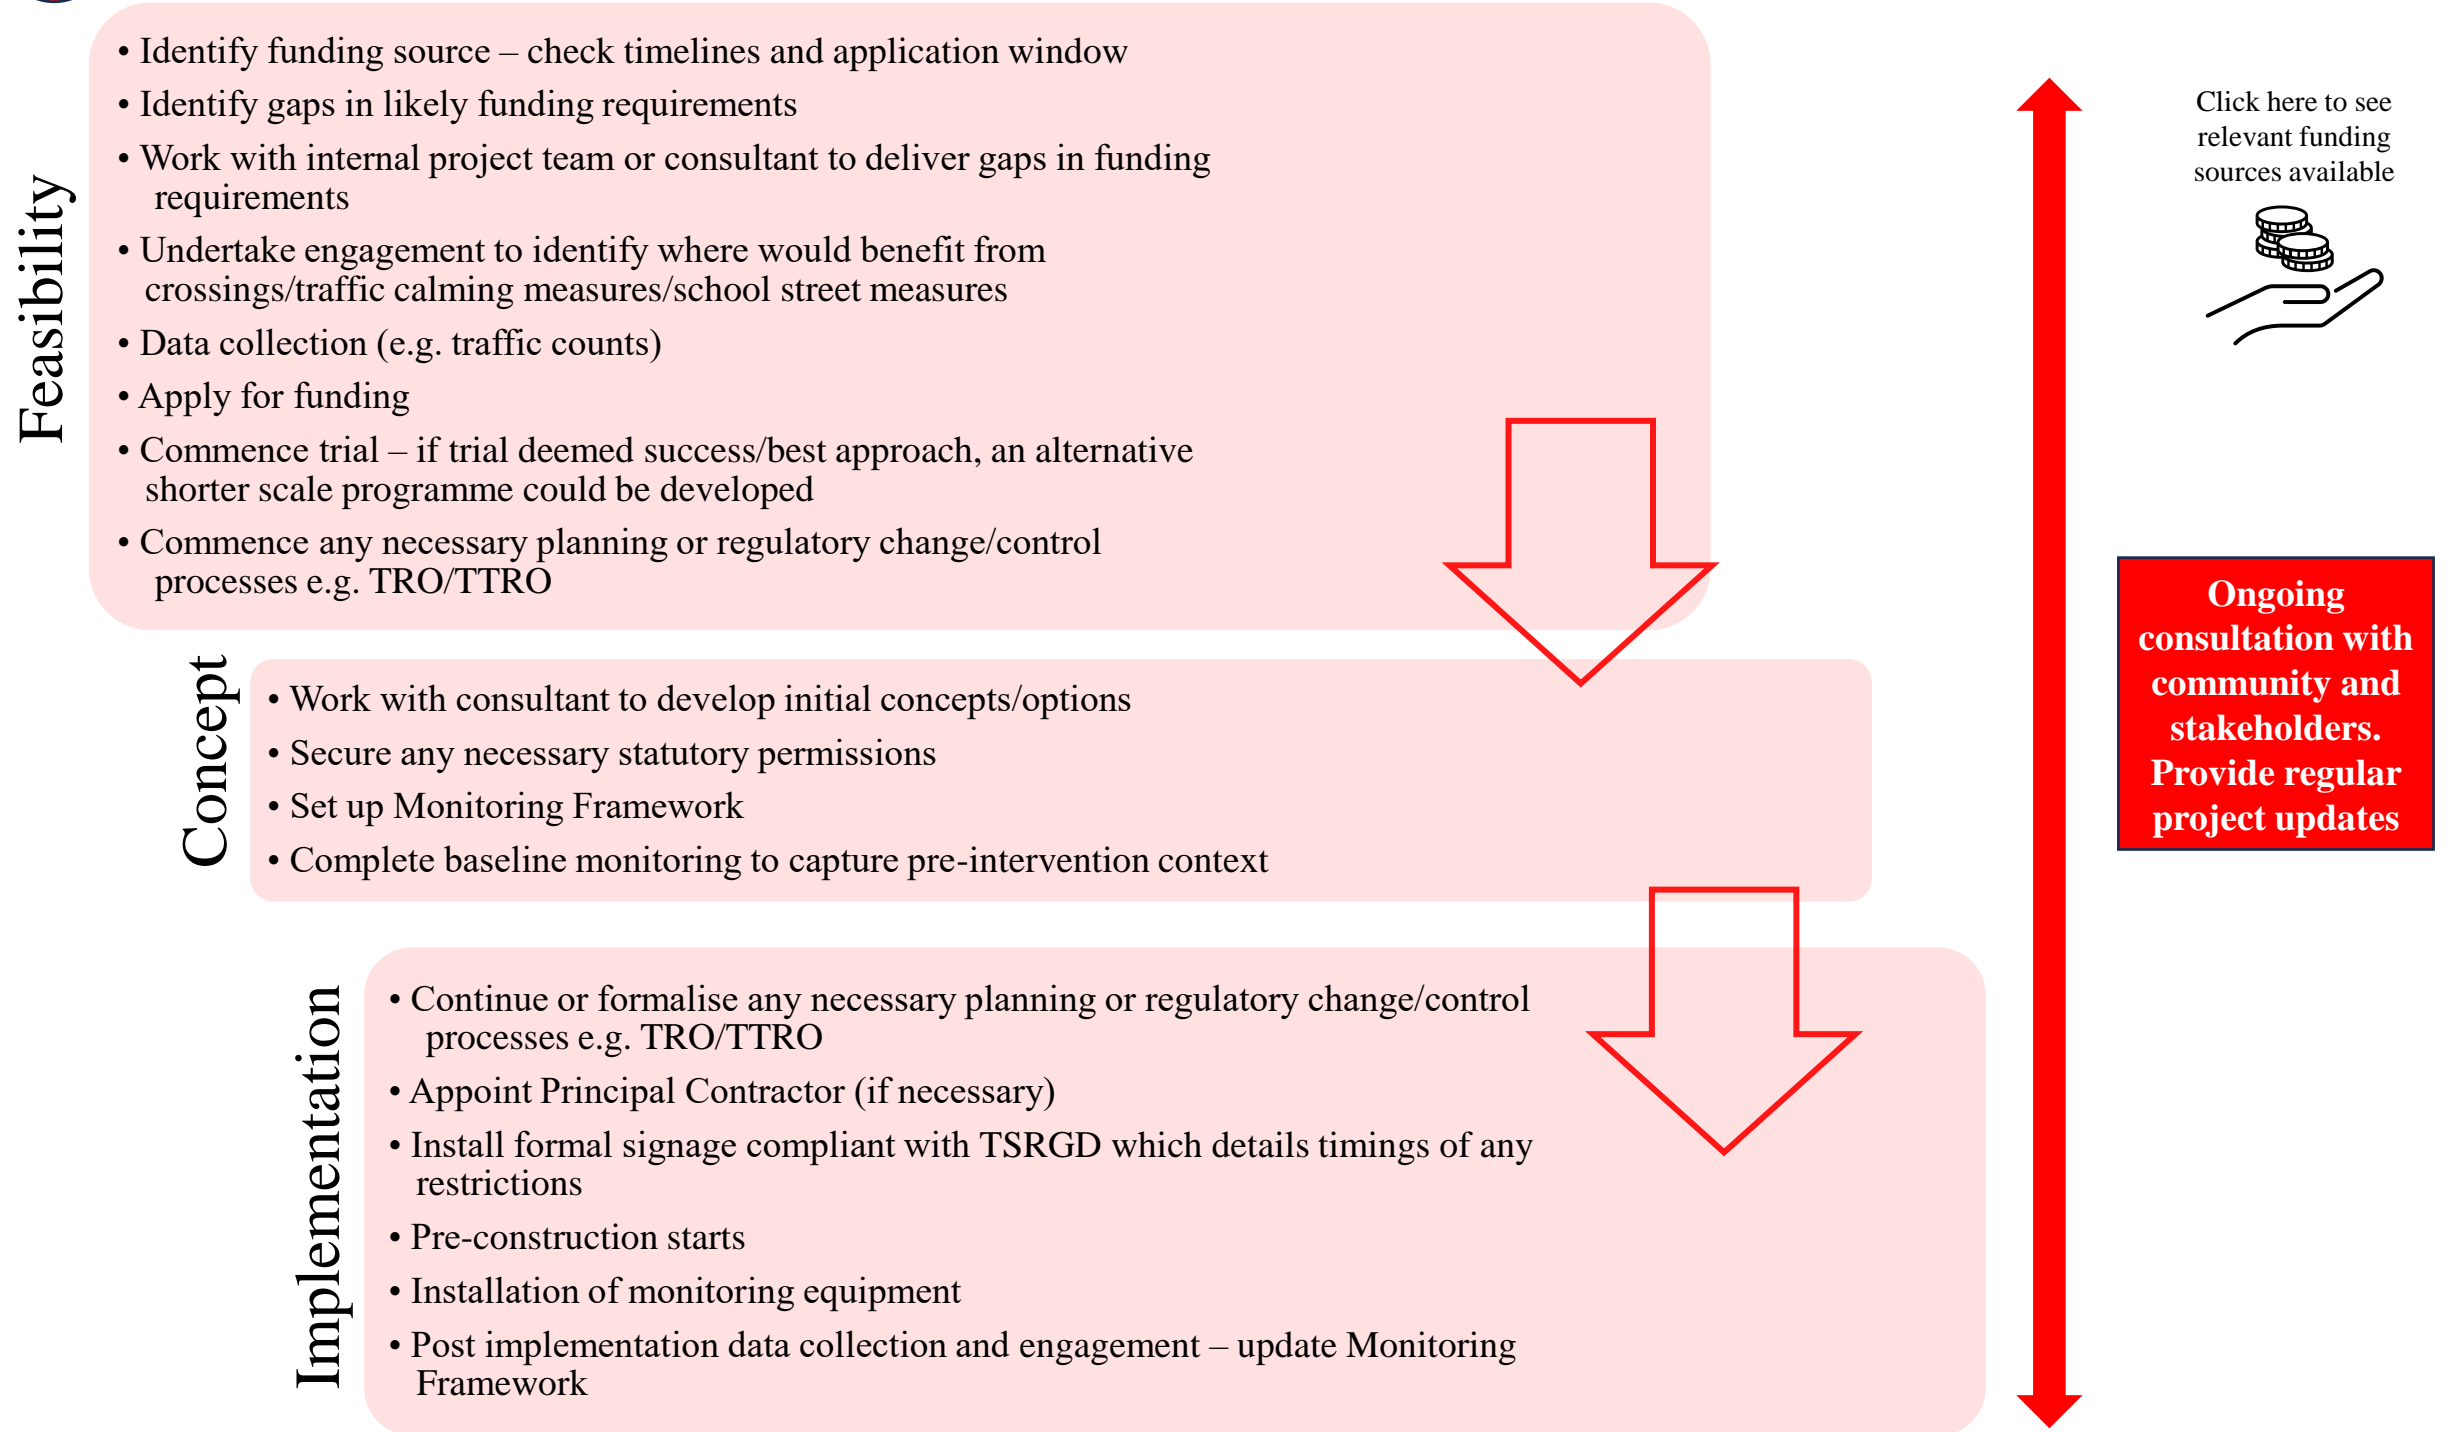 Feasibility
• Identify funding source – check timelines and application window
• Identify gaps in likely funding requirements
• Work with internal project team or consultant to deliver gaps in funding
requirements
• Undertake engagement to identify where would benefit from
crossings/traffic calming measures/school street measures
• Data collection (e.g. traffic counts)
• Apply for funding
• Commence trial – if trial deemed success/best approach, an alternative
shorter scale programme could be developed
• Commence any necessary planning or regulatory change/control
processes e.g. TRO/TTRO
Concept
• Work with consultant to develop initial concepts/options
• Secure any necessary statutory permissions
• Set up Monitoring Framework
• Complete baseline monitoring to capture pre-intervention context
Implementation
• Continue or formalise any necessary planning or regulatory change/control
processes e.g. TRO/TTRO
• Appoint Principal Contractor (if necessary)
• Install formal signage compliant with TSRGD which details timings of any
restrictions
• Pre-construction starts
• Installation of monitoring equipment
• Post implementation data collection and engagement – update Monitoring
Framework
Click here to see
relevant funding
sources available
Ongoing
consultation with
community and
stakeholders.
Provide regular
project updates